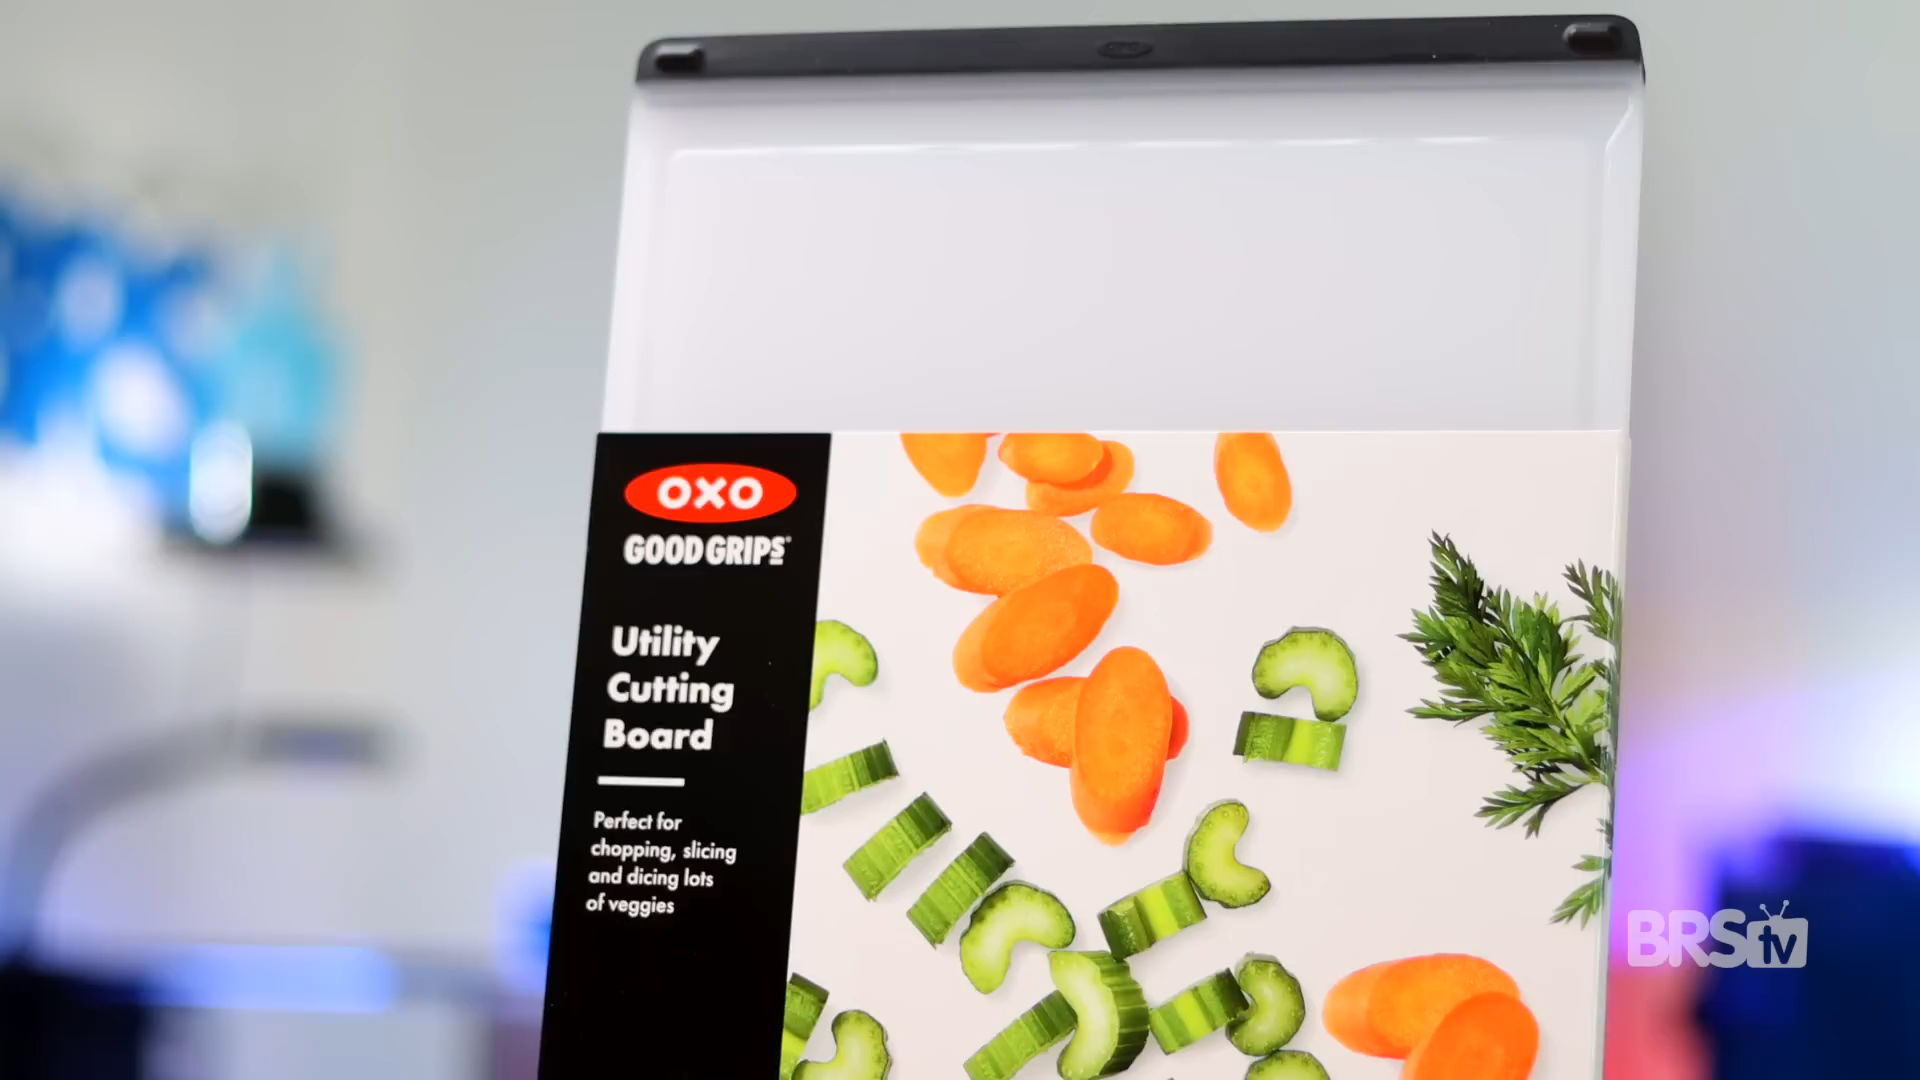 OXO
GOOD GRIPS
Utility
Cutting
Board
Perfect for
chopping, slicing
and dicing lots
of veggies
BRStv